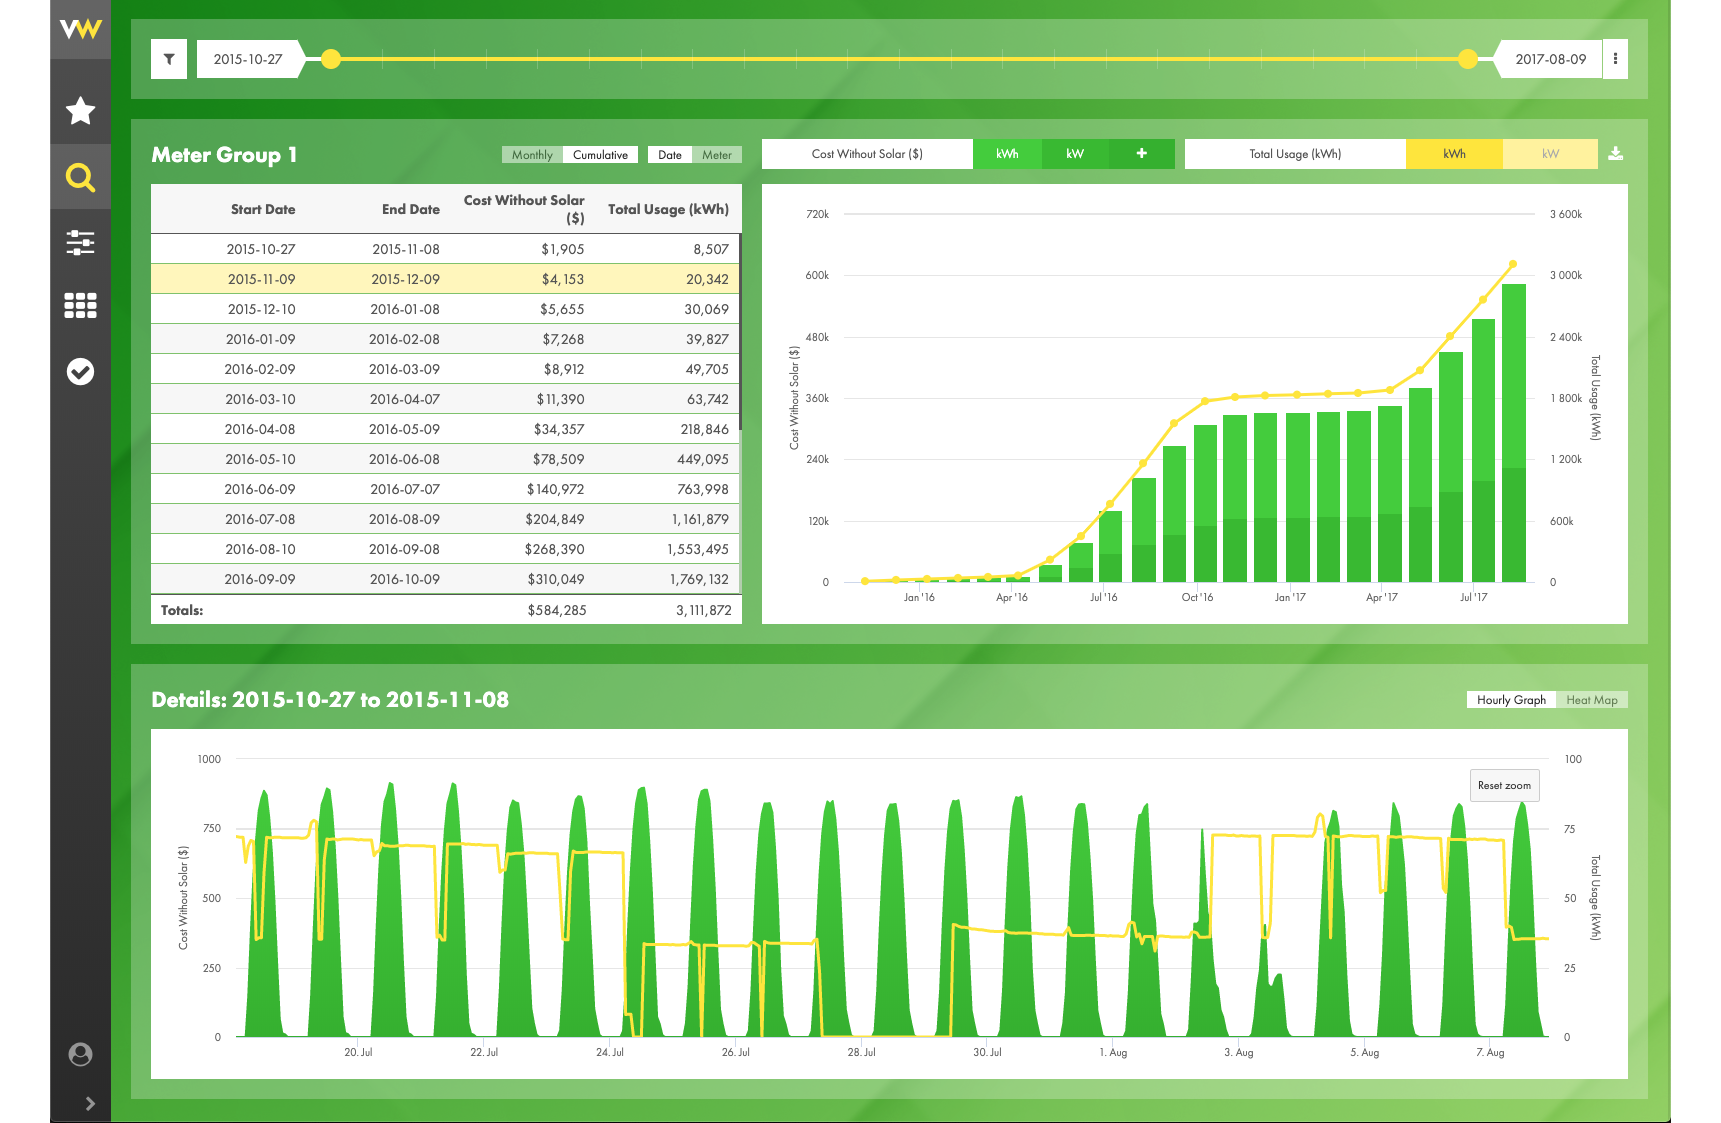 VW
2015-10-27
2017-08-09
Meter Group 1
Monthly Cumulative Date Meter
Cost Without Solar ($) kWh kW + Total Usage (kWh) kWh kW
Start Date End Date Cost Without Solar ($) Total Usage (kWh)
2015-10-27 2015-11-08 $1,905 8,507
2015-11-09 2015-12-09 $4,153 20,342
2015-12-10 2016-01-08 $5,655 30,069
2016-01-09 2016-02-08 $7,268 39,827
2016-02-09 2016-03-09 $8,912 49,705
2016-03-10 2016-04-07 $11,390 63,742
2016-04-08 2016-05-09 $34,357 218,846
2016-05-10 2016-06-08 $78,509 449,095
2016-06-09 2016-07-07 $140,972 763,998
2016-07-08 2016-08-09 $204,849 1,161,879
2016-08-10 2016-09-08 $268,390 1,553,495
2016-09-09 2016-10-09 $310,049 1,769,132
Totals: $584,285 3,111,872
Cost Without Solar ($)
720k
600k
480k
360k
240k
120k
0
3 600k
3 000k
2 400k
1 800k
1 200k
600k
0
Total Usage (kWh)
Jan '16 Apr '16 Jul '16 Oct '16 Jan '17 Apr '17 Jul '17
Details: 2015-10-27 to 2015-11-08
Hourly Graph Heat Map
Cost Without Solar ($)
1000
750
500
250
0
Reset zoom
100
75
50
25
0
Total Usage (kWh)
20. Jul 22. Jul 24. Jul 26. Jul 28. Jul 30. Jul 1. Aug 3. Aug 5. Aug 7. Aug